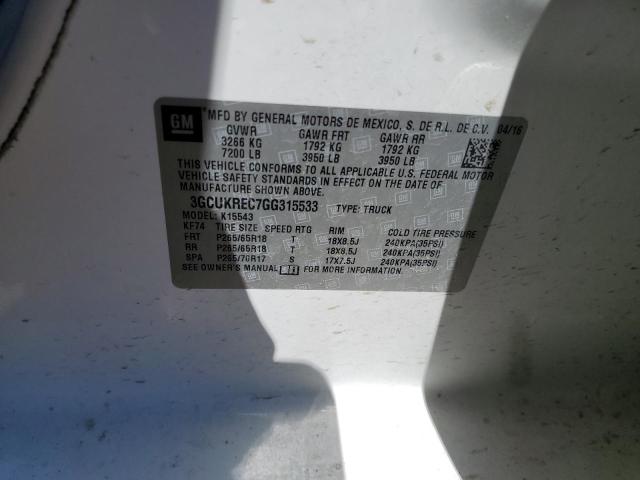 GM
*MFD BY GENERAL MOTORS DE MEXICO, S. DE R.L. DE C.V. 04/16
GVWR GAWR FRT GAWR RR
3266 KG 1792 KG 1792 KG
7200 LB 3950 LB 3950 LB
THIS VEHICLE CONFORMS TO ALL APPLICABLE U.S. FEDERAL MOTOR
VEHICLE SAFETY STANDARDS IN EFFECT ON THE DATE OF
MANUFACTURE SHOWN ABOVE.
3GCUKREC7GG315533 TYPE: TRUCK
MODEL: K15543
KF74 TIRE SIZE SPEED RTG RIM COLD TIRE PRESSURE
FRT P265/65R18 T 18X8.5J 240KPA(35PSI)
RR P265/65R18 T 18X8.5J 240KPA(35PSI)
SPA P265/70R17 S 17X7.5J 240KPA(35PSI)
SEE OWNER'S MANUAL FOR MORE INFORMATION.